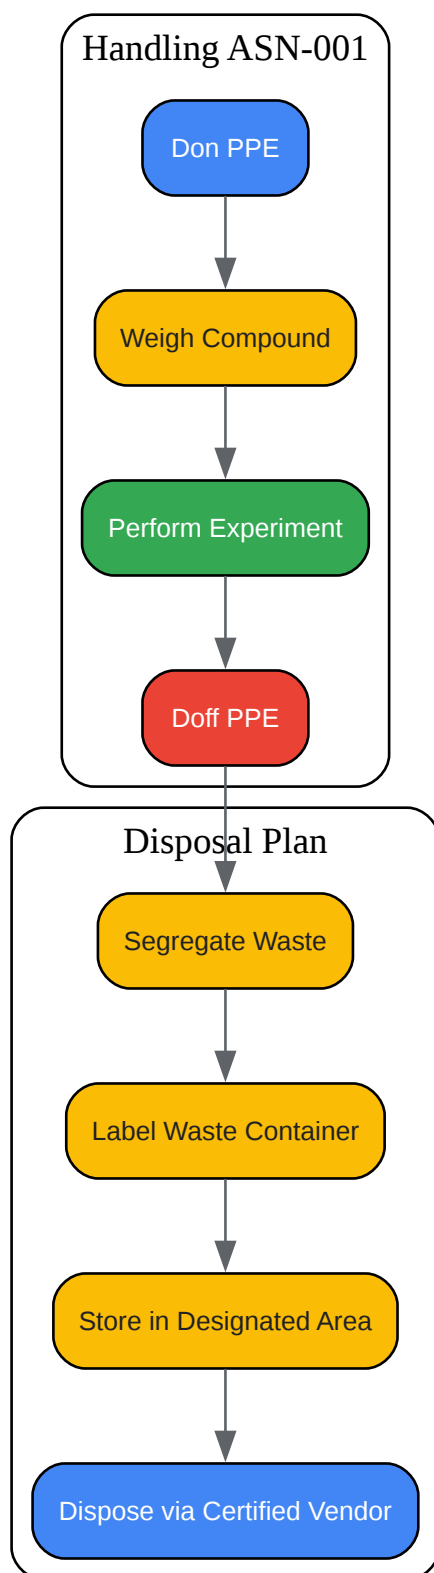 Handling ASN-001
Don PPE
Weigh Compound
Perform Experiment
Doff PPE
Disposal Plan
Segregate Waste
Label Waste Container
Store in Designated Area
Dispose via Certified Vendor